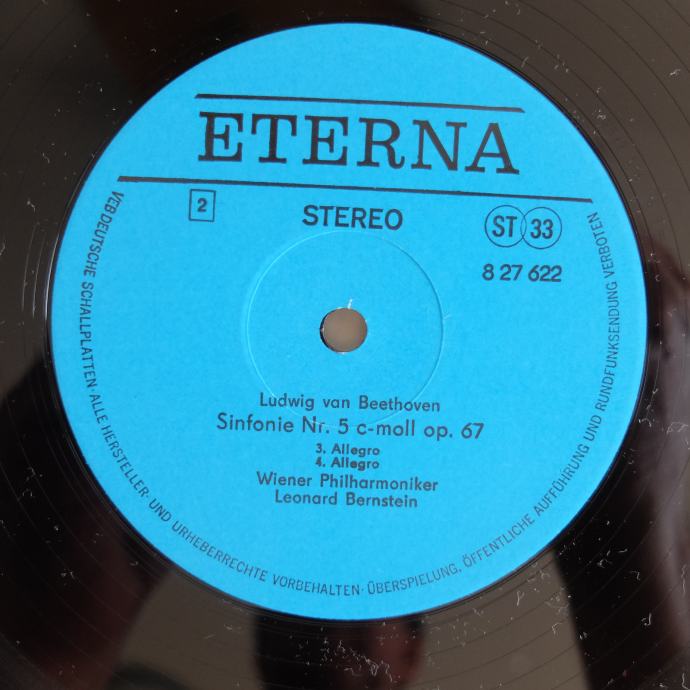 ETERNA
2
STEREO
ST 33
8 27 622
Ludwig van Beethoven
Sinfonie Nr. 5 c-moll op. 67
3. Allegro
4. Allegro
Wiener Philharmoniker
Leonard Bernstein
VEB DEUTSCHE SCHALLPLATTEN · ALLE HERSTELLER- UND URHEBERRECHTE VORBEHALTEN · ÜBERSPIELUNG, ÖFFENTLICHE AUFFÜHRUNG UND RUNDFUNKSENDUNG VERBOTEN